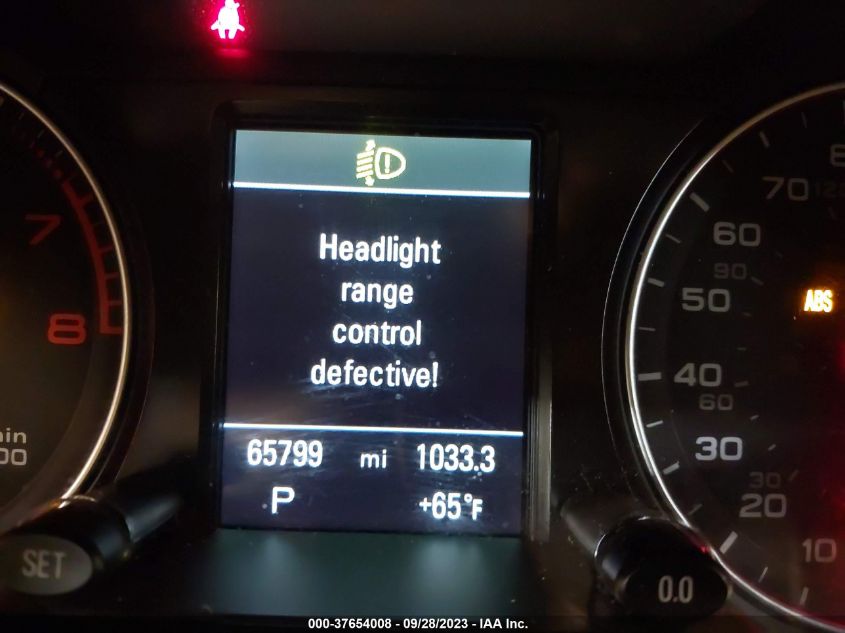 Headlight
range
control
defective!
65799 mi 1033.3
P +65°F
7
8
SET
70
60
90
50
40
60
30
30
20
10
ABS
0.0
000-37654008 - 09/28/2023 - IAA Inc.